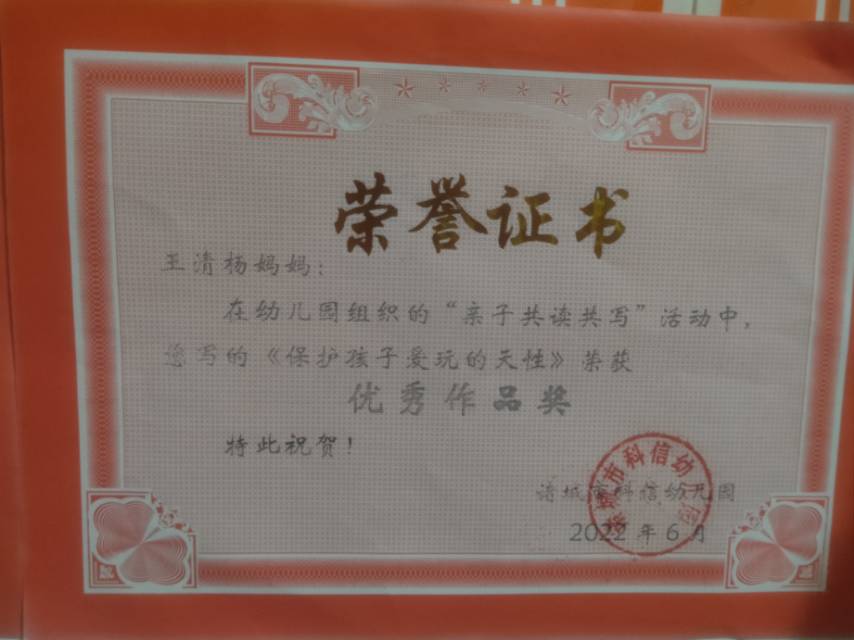 荣誉证书
王清杨妈妈：
在幼儿园组织的“亲子共读共写”活动中，
您写的《保护孩子爱玩的天性》荣获
优秀作品奖
特此祝贺！
诸城市科信幼儿园
2022年6月